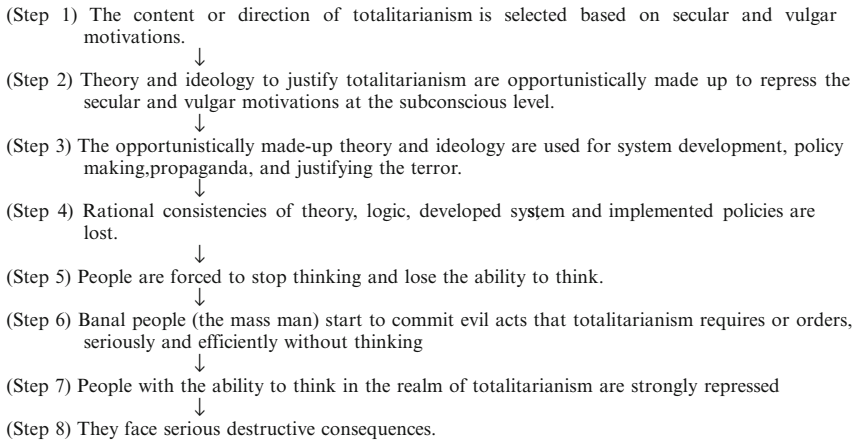 (Step 1) The content or direction of totalitarianism is selected based on secular and vulgar
motivations.
↓
(Step 2) Theory and ideology to justify totalitarianism are opportunistically made up to repress the
secular and vulgar motivations at the subconscious level.
↓
(Step 3) The opportunistically made-up theory and ideology are used for system development, policy
making,propaganda, and justifying the terror.
↓
(Step 4) Rational consistencies of theory, logic, developed system, and implemented policies are
lost.
↓
(Step 5) People are forced to stop thinking and lose the ability to think.
↓
(Step 6) Banal people (the mass man) start to commit evil acts that totalitarianism requires or orders,
seriously and efficiently without thinking
↓
(Step 7) People with the ability to think in the realm of totalitarianism are strongly repressed
↓
(Step 8) They face serious destructive consequences.